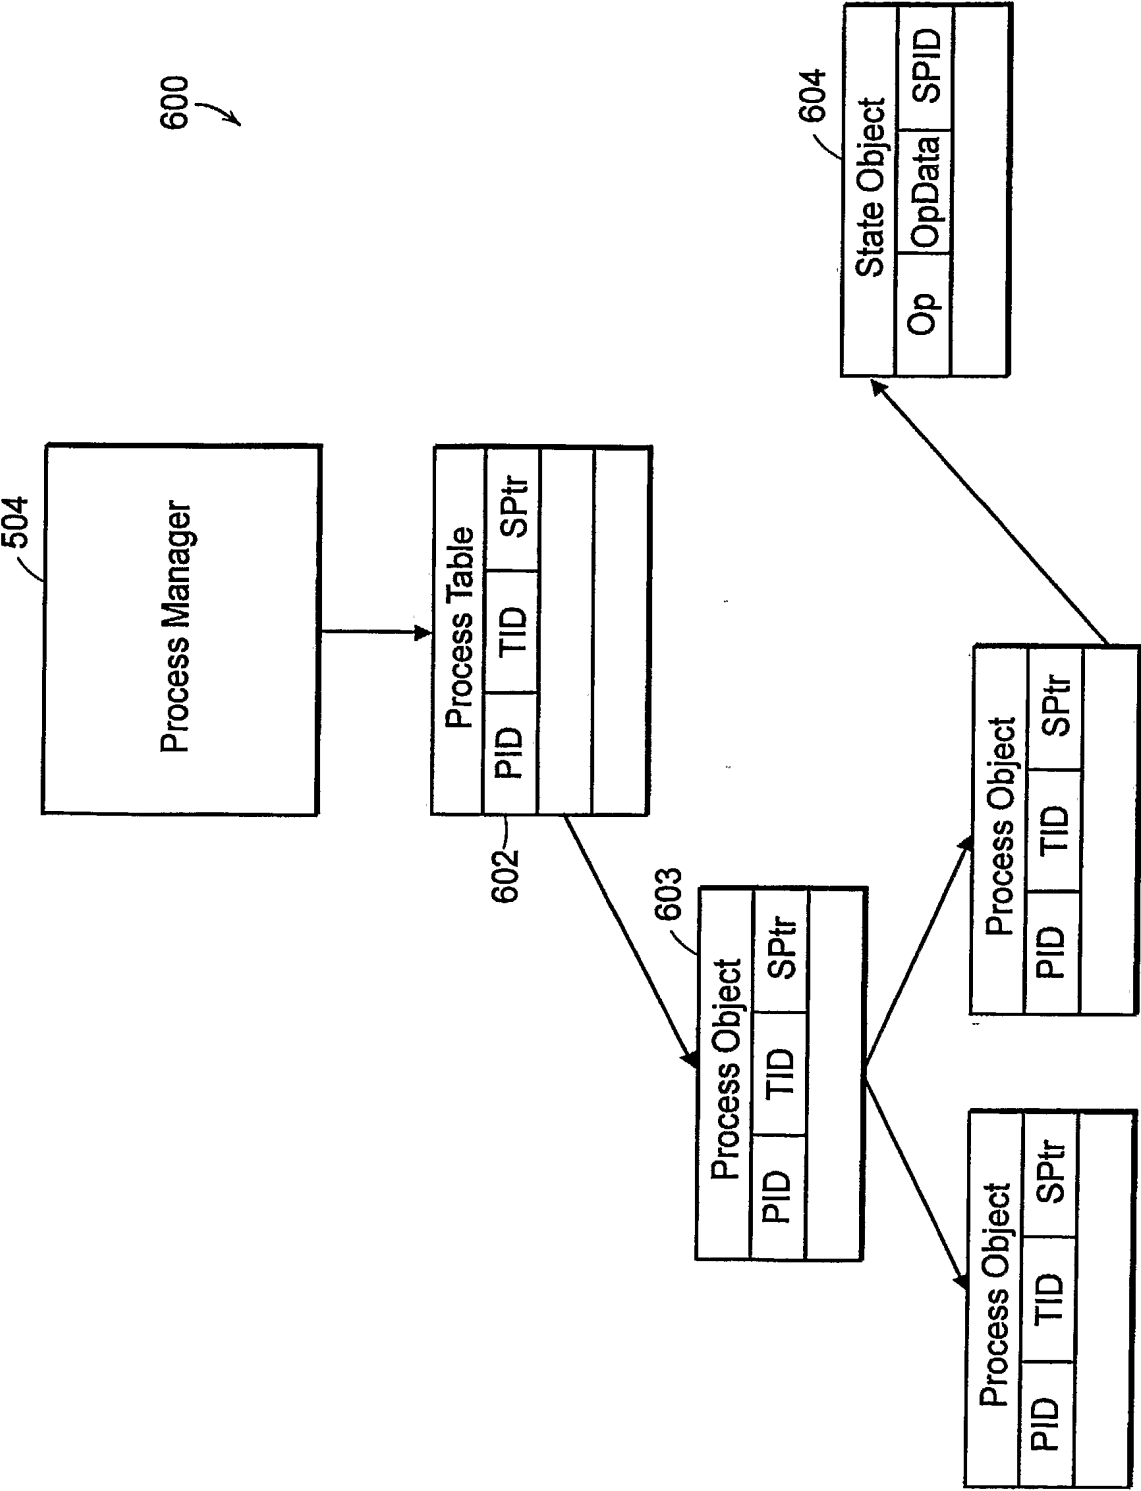 600
504
Process Manager
Process Table
PID TID SPtr
602
603
Process Object
PID TID SPtr
604
State Object
Op OpData SPID
Process Object
PID TID SPtr
Process Object
PID TID SPtr